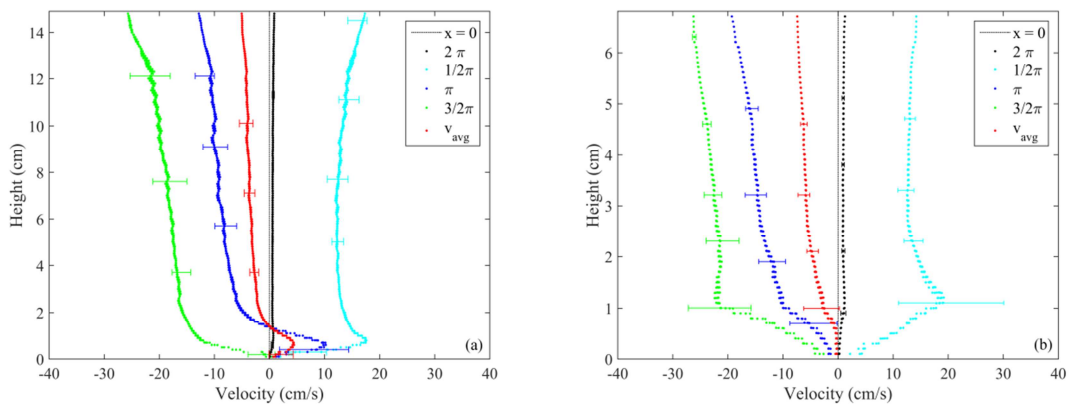 14
12
10
8
6
4
2
0
Height (cm)
-40 -30 -20 -10 0 10 20 30 40
Velocity (cm/s)
x = 0
2 π
1/2π
π
3/2π
v avg
(a)
8
7
6
5
4
3
2
1
0
Height (cm)
-40 -30 -20 -10 0 10 20 30 40
Velocity (cm/s)
x = 0
2 π
1/2π
π
3/2π
v avg
(b)